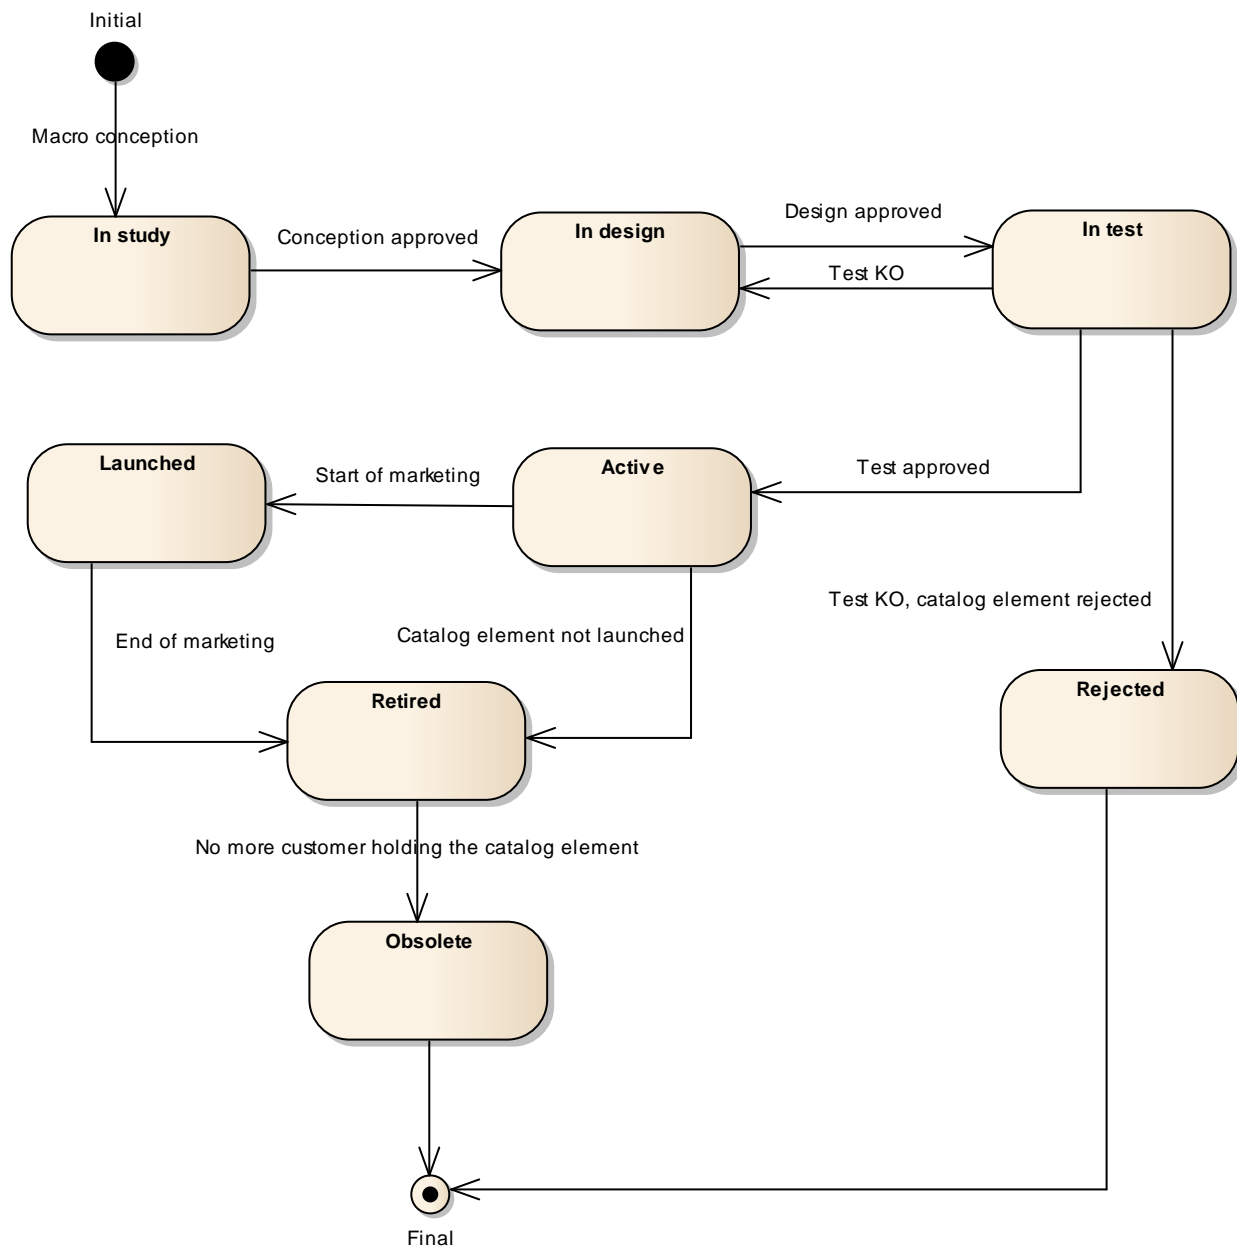 Initial
Macro conception
In study
Conception approved
In design
Design approved
Test KO
In test
Launched
Start of marketing
Active
Test approved
Test KO, catalog element rejected
End of marketing
Catalog element not launched
Retired
Rejected
No more customer holding the catalog element
Obsolete
Final